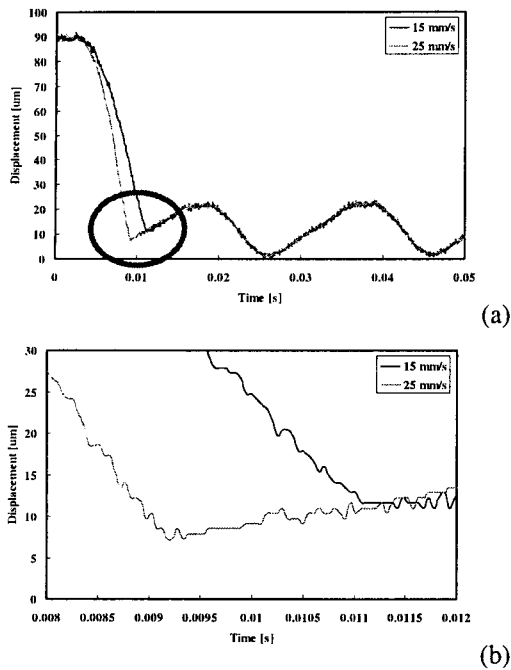 100
90
80
70
60
50
40
30
20
10
0
Displacement [um]
15 mm/s
25 mm/s
0 0.01 0.02 0.03 0.04 0.05
Time [s]
(a)
30
25
20
15
10
5
0
Displacement [um]
15 mm/s
25 mm/s
0.008 0.0085 0.009 0.0095 0.01 0.0105 0.011 0.0115 0.012
Time [s]
(b)